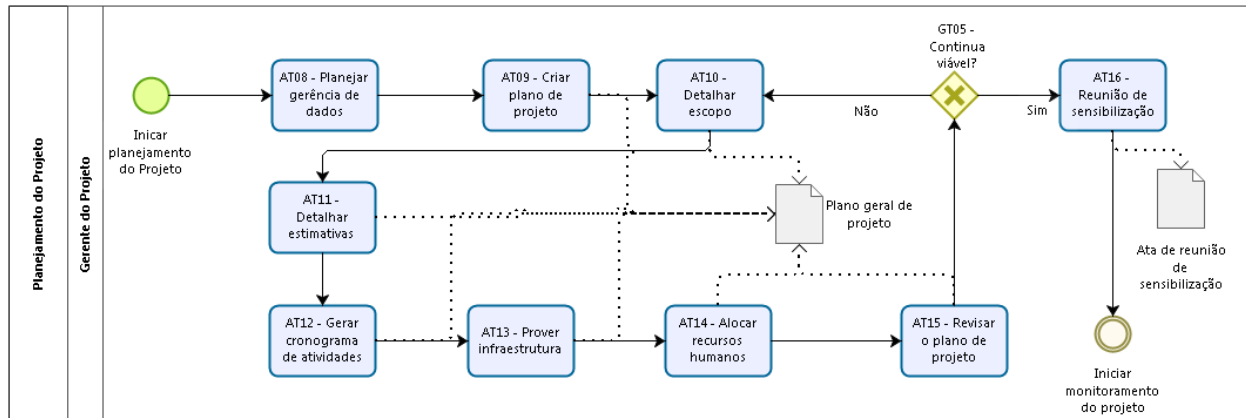 Planejamento do Projeto
Gerente do Projeto
Inicar
planejamento
do Projeto
AT08 - Planejar
gerência de
dados
AT09 - Criar
plano de
projeto
AT10 -
Detalhar
escopo
GT05 -
Continua
viável?
Não
Sim
AT16 -
Reunião de
sensibilização
AT11 -
Detalhar
estimativas
Plano geral de
projeto
Ata de reunião
de
sensibilização
AT12 - Gerar
cronograma
de atividades
AT13 - Prover
infraestrutura
AT14 - Alocar
recursos
humanos
AT15 - Revisar
o plano de
projeto
Iniciar
monitoramento
do projeto